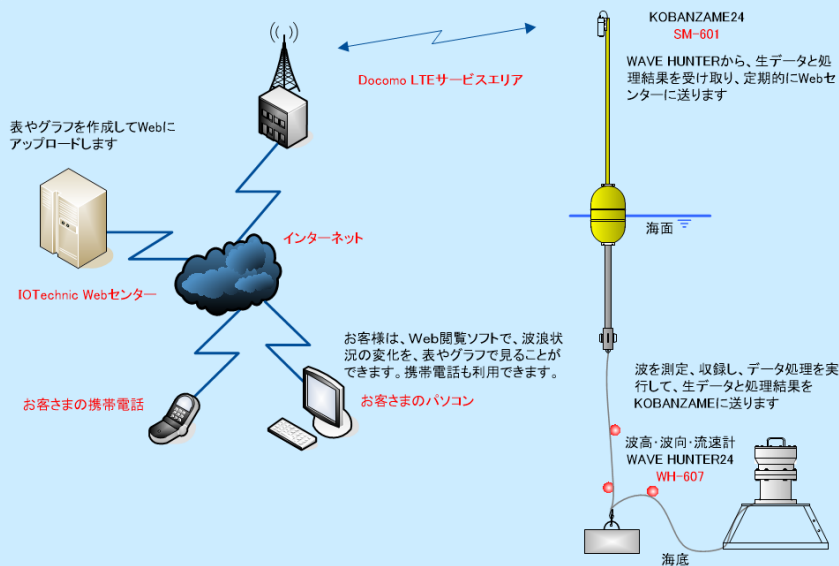 KOBANZAME24
SM-601
WAVE HUNTERから、生データと処
理結果を受け取り、定期的にWebセ
ンターに送ります
Docomo LTEサービスエリア
表やグラフを作成してWebに
アップロードします
インターネット
海面
IOTechnic Webセンター
お客様は、Web閲覧ソフトで、波浪状
況の変化を、表やグラフで見ることが
できます。携帯電話も利用できます。
お客さまの携帯電話
お客さまのパソコン
波を測定、収録し、データ処理を実
行して、生データと処理結果を
KOBANZAMEに送ります
波高・波向・流速計
WAVE HUNTER24
WH-607
海底